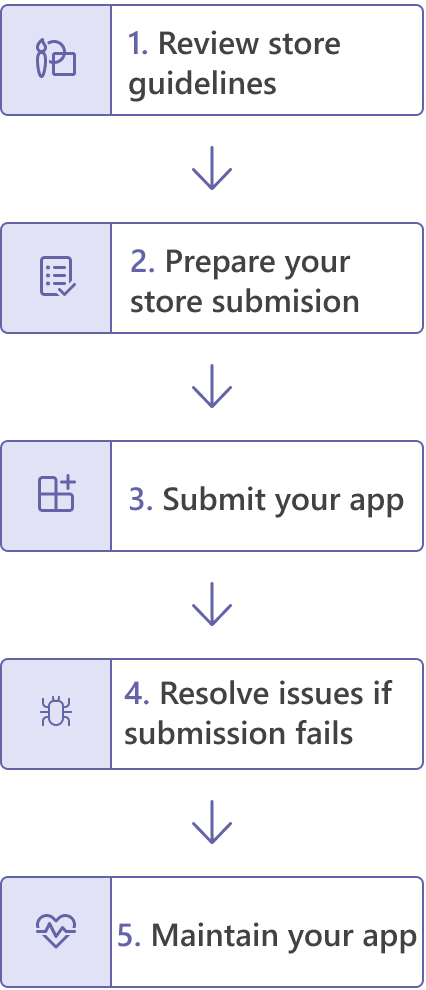 1. Review store
guidelines
2. Prepare your
store submision
3. Submit your app
4. Resolve issues if
submission fails
5. Maintain your app